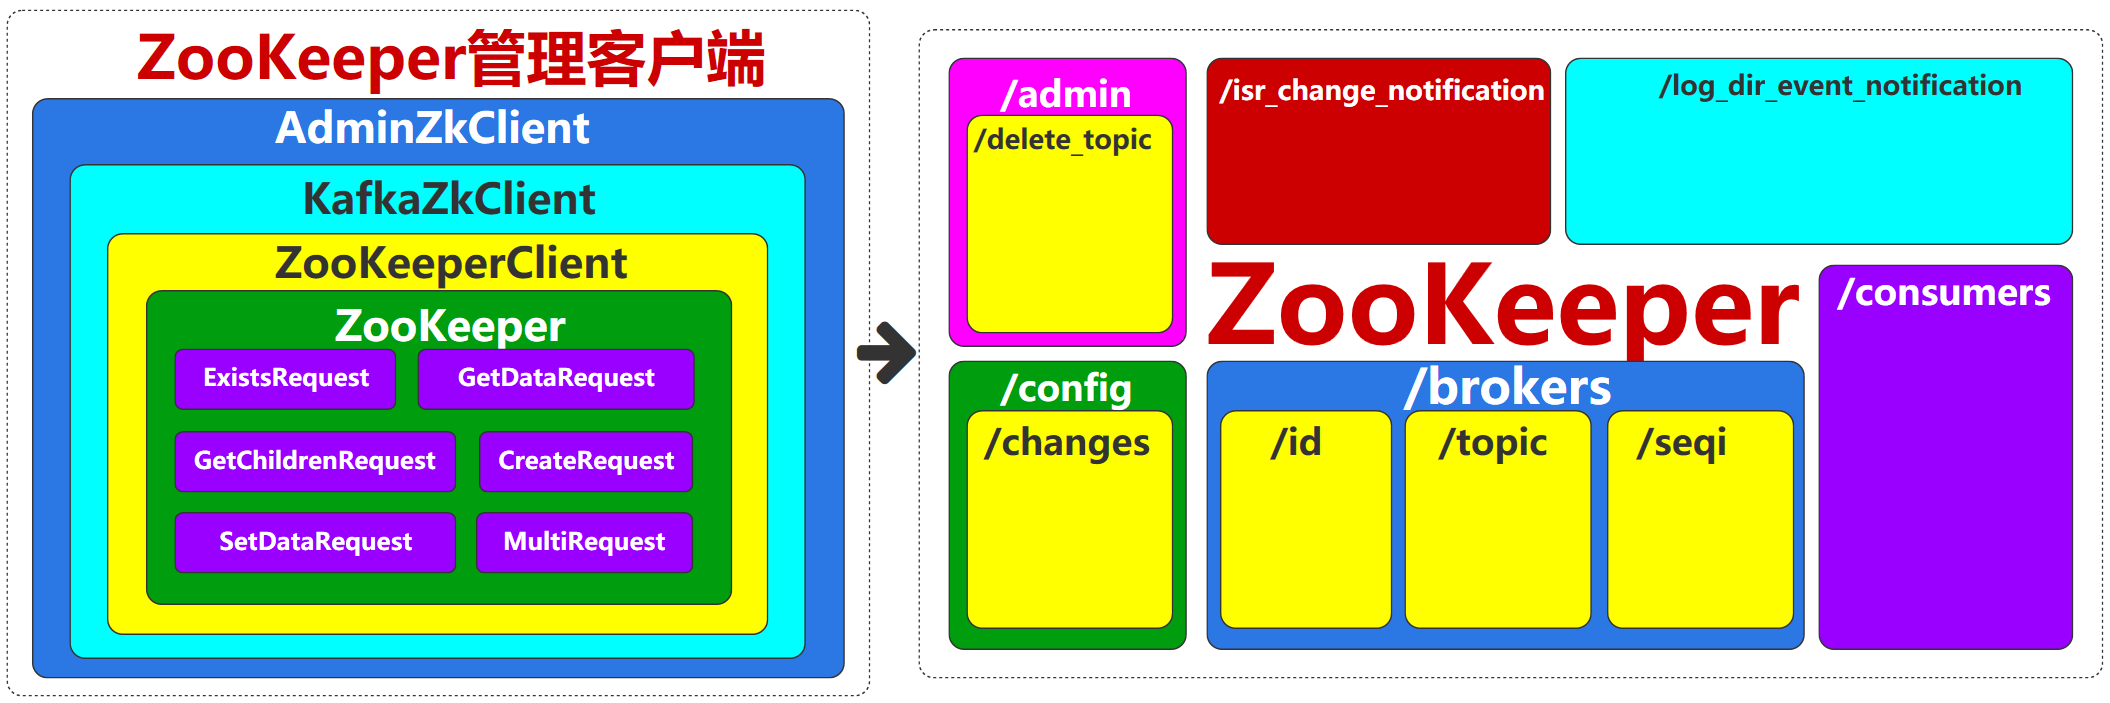 ZooKeeper管理客户端
AdminZkClient
KafkaZkClient
ZooKeeperClient
ZooKeeper
ExistsRequest
GetDataRequest
GetChildrenRequest
CreateRequest
SetDataRequest
MultiRequest
/admin
/delete_topic
/isr_change_notification
/log_dir_event_notification
ZooKeeper
/consumers
/config
/changes
/brokers
/id
/topic
/seqi